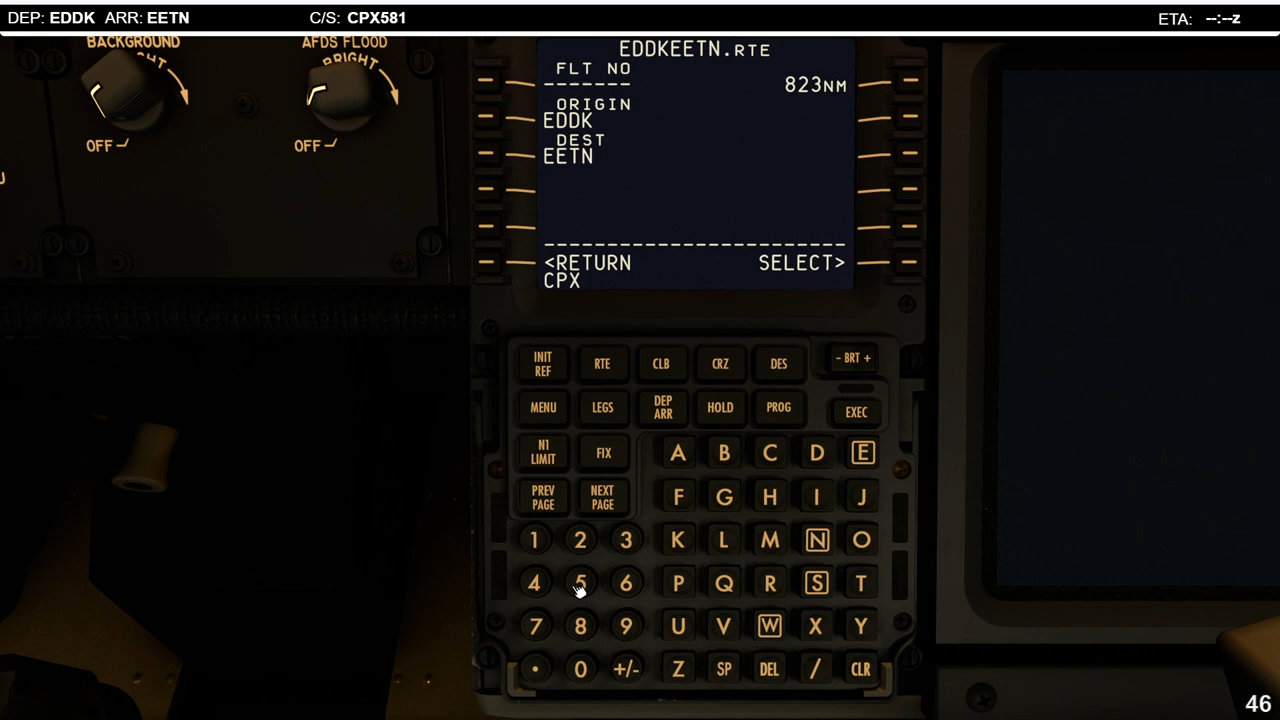 DEP: EDDK ARR: EETN C/S: CPX581 ETA: --:--z
BACKGROUND AFDS FLOOD
BRIGHT
OFF OFF
EDDKEETN.RTE
FLT NO
------- 823NM
ORIGIN
EDDK
DEST
EETN
------------------------
<RETURN SELECT>
CPX
INIT REF RTE CLB CRZ DES - BRT +
MENU LEGS DEP ARR HOLD PROG EXEC
N1 LIMIT FIX A B C D E
PREV PAGE NEXT PAGE F G H I J
1 2 3 K L M N O
4 5 6 P Q R S T
7 8 9 U V W X Y
. 0 +/- Z SP DEL / CLR
46